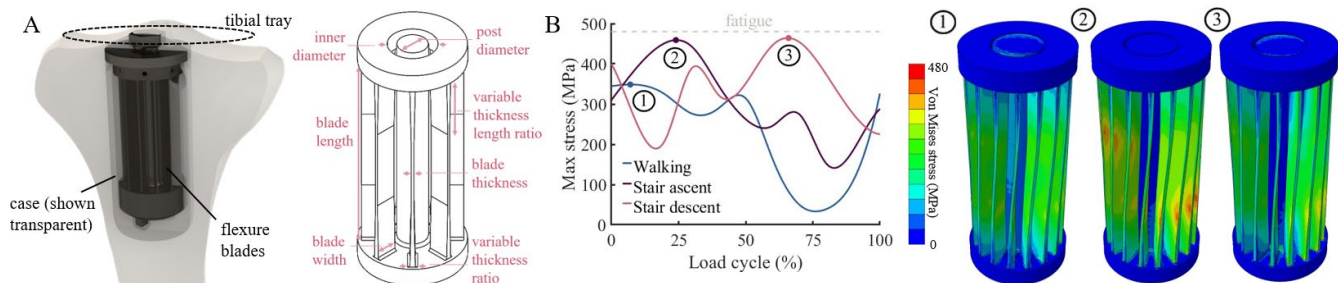 A
tibial tray
case (shown
transparent)
flexure
blades
inner
diameter
post
diameter
blade
length
variable
thickness
length ratio
blade
thickness
blade
width
variable
thickness
ratio
B
Max stress (MPa)
500
400
300
200
100
0
fatigue
1
2
3
Walking
Stair ascent
Stair descent
0
25
50
75
100
Load cycle (%)
1
2
3
480
Von Mises stress (MPa)
0